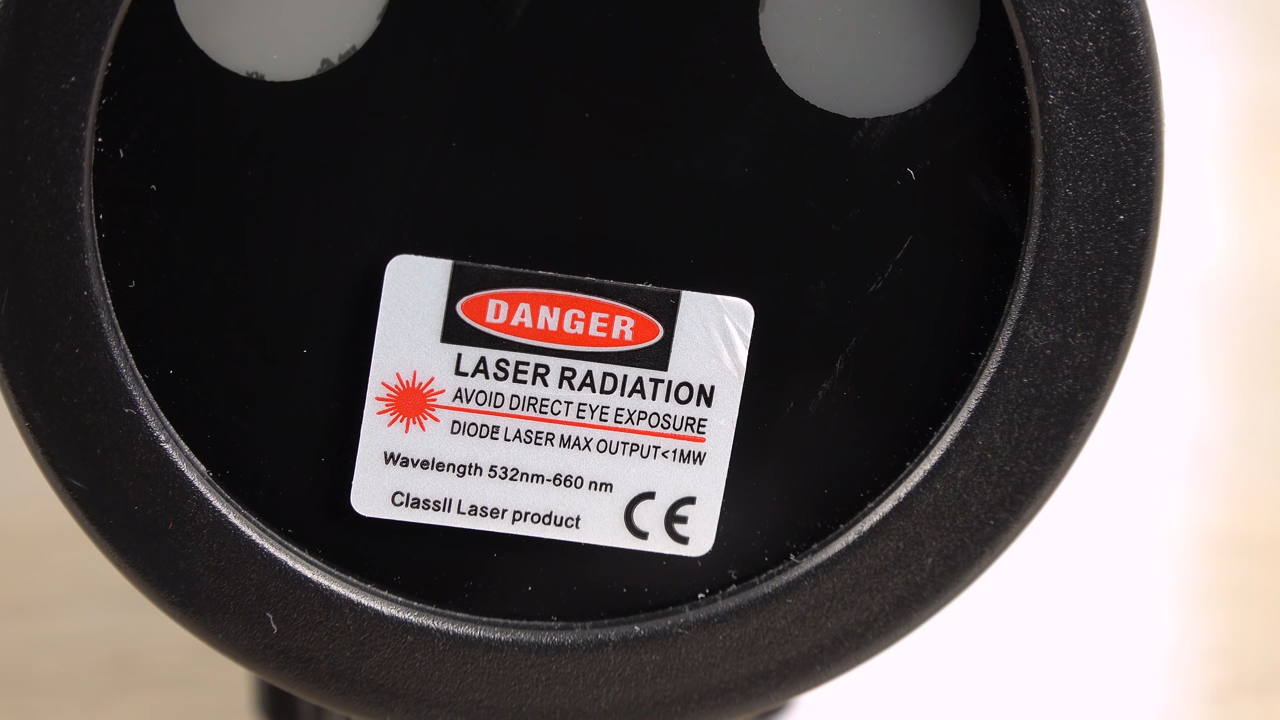 DANGER
LASER RADIATION
AVOID DIRECT EYE EXPOSURE
DIODE LASER MAX OUTPUT<1MW
Wavelength 532nm-660 nm
ClassII Laser product
CE